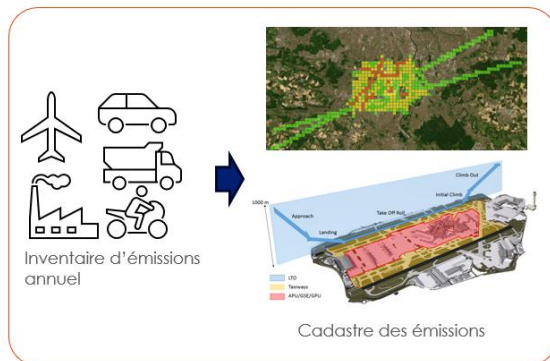 Inventaire d'émissions
annuel
1000 m
Approach
Landing
Take Off Roll
Initial Climb
Climb Out
LTO
Taxiways
APU/GSE/GPU
Cadastre des émissions